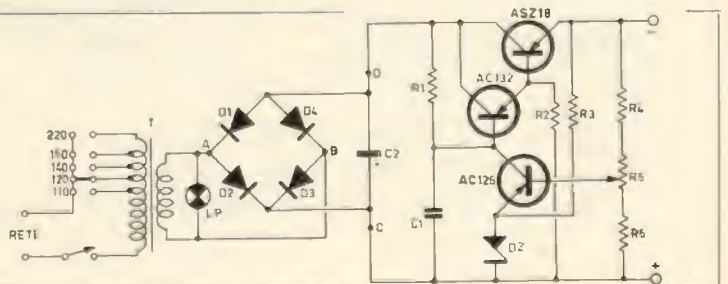 ASZ18
−
D
T
D1
D4
R1
AC132
R2
R3
R4
220
160
140
120
110
A
B
C2
R5
AC126
LP
D2
D3
C1
DZ
R6
RETE
C
+